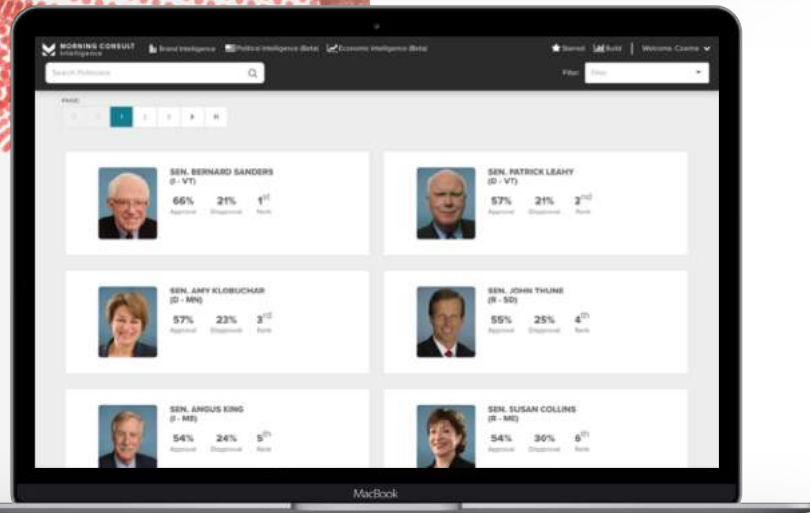 MORNING CONSULT
Intelligence
Brand Intelligence
Political Intelligence (Beta)
Economic Intelligence (Beta)
Starred
Build
Welcome, Czarina
Search Politicians
Filter:
Filter
PAGE:
1
2
3
SEN. BERNARD SANDERS
(I - VT)
66% 21% 1st
Approval Disapproval Rank
SEN. PATRICK LEAHY
(D - VT)
57% 21% 2nd
Approval Disapproval Rank
SEN. AMY KLOBUCHAR
(D - MN)
57% 23% 3rd
Approval Disapproval Rank
SEN. JOHN THUNE
(R - SD)
55% 25% 4th
Approval Disapproval Rank
SEN. ANGUS KING
(I - ME)
54% 24% 5th
Approval Disapproval Rank
SEN. SUSAN COLLINS
(R - ME)
54% 30% 6th
Approval Disapproval Rank
MacBook